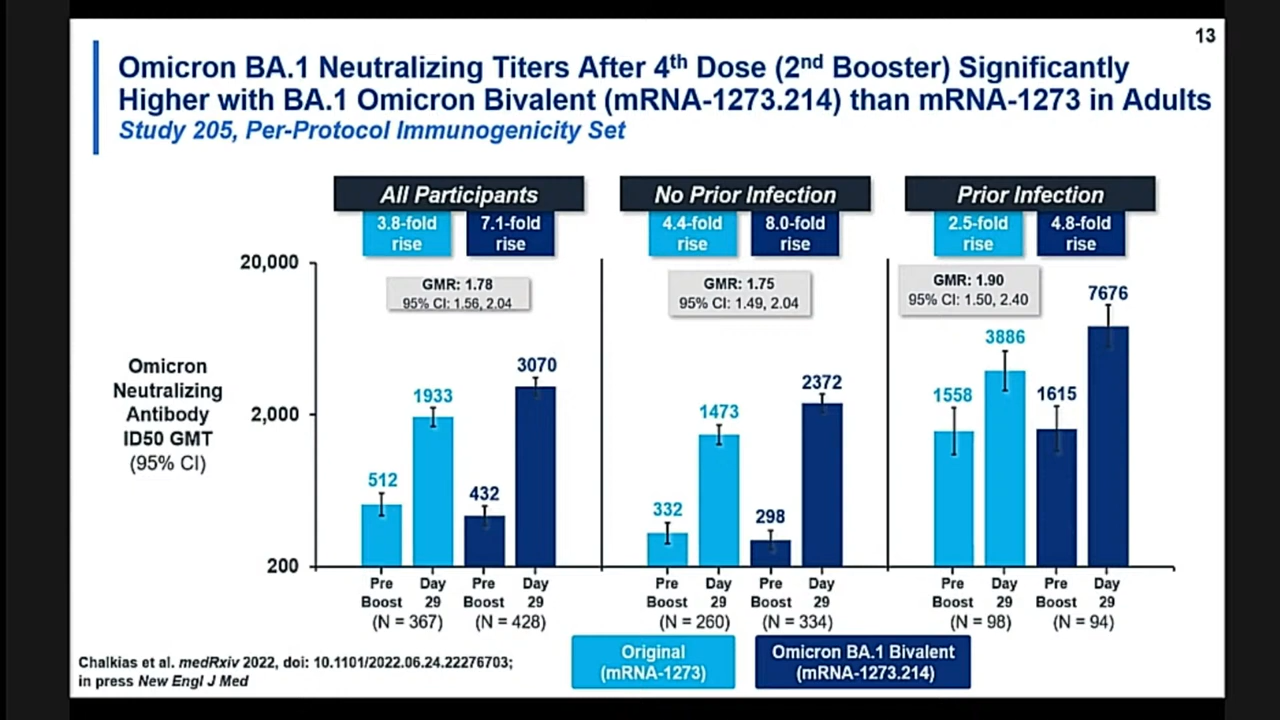 13
Omicron BA.1 Neutralizing Titers After 4th Dose (2nd Booster) Significantly
Higher with BA.1 Omicron Bivalent (mRNA-1273.214) than mRNA-1273 in Adults
Study 205, Per-Protocol Immunogenicity Set
All Participants
No Prior Infection
Prior Infection
3.8-fold rise
7.1-fold rise
4.4-fold rise
8.0-fold rise
2.5-fold rise
4.8-fold rise
GMR: 1.78
95% CI: 1.56, 2.04
GMR: 1.75
95% CI: 1.49, 2.04
GMR: 1.90
95% CI: 1.50, 2.40
Omicron
Neutralizing
Antibody
ID50 GMT
(95% CI)
20,000
2,000
200
512
1933
432
3070
332
1473
298
2372
1558
3886
1615
7676
Pre Day Pre Day Pre Day Pre Day Pre Day Pre Day
Boost 29 Boost 29 Boost 29 Boost 29 Boost 29 Boost 29
(N = 367) (N = 428) (N = 260) (N = 334) (N = 98) (N = 94)
Original
(mRNA-1273)
Omicron BA.1 Bivalent
(mRNA-1273.214)
Chalkias et al. medRxiv 2022, doi: 10.1101/2022.06.24.22276703;
in press New Engl J Med